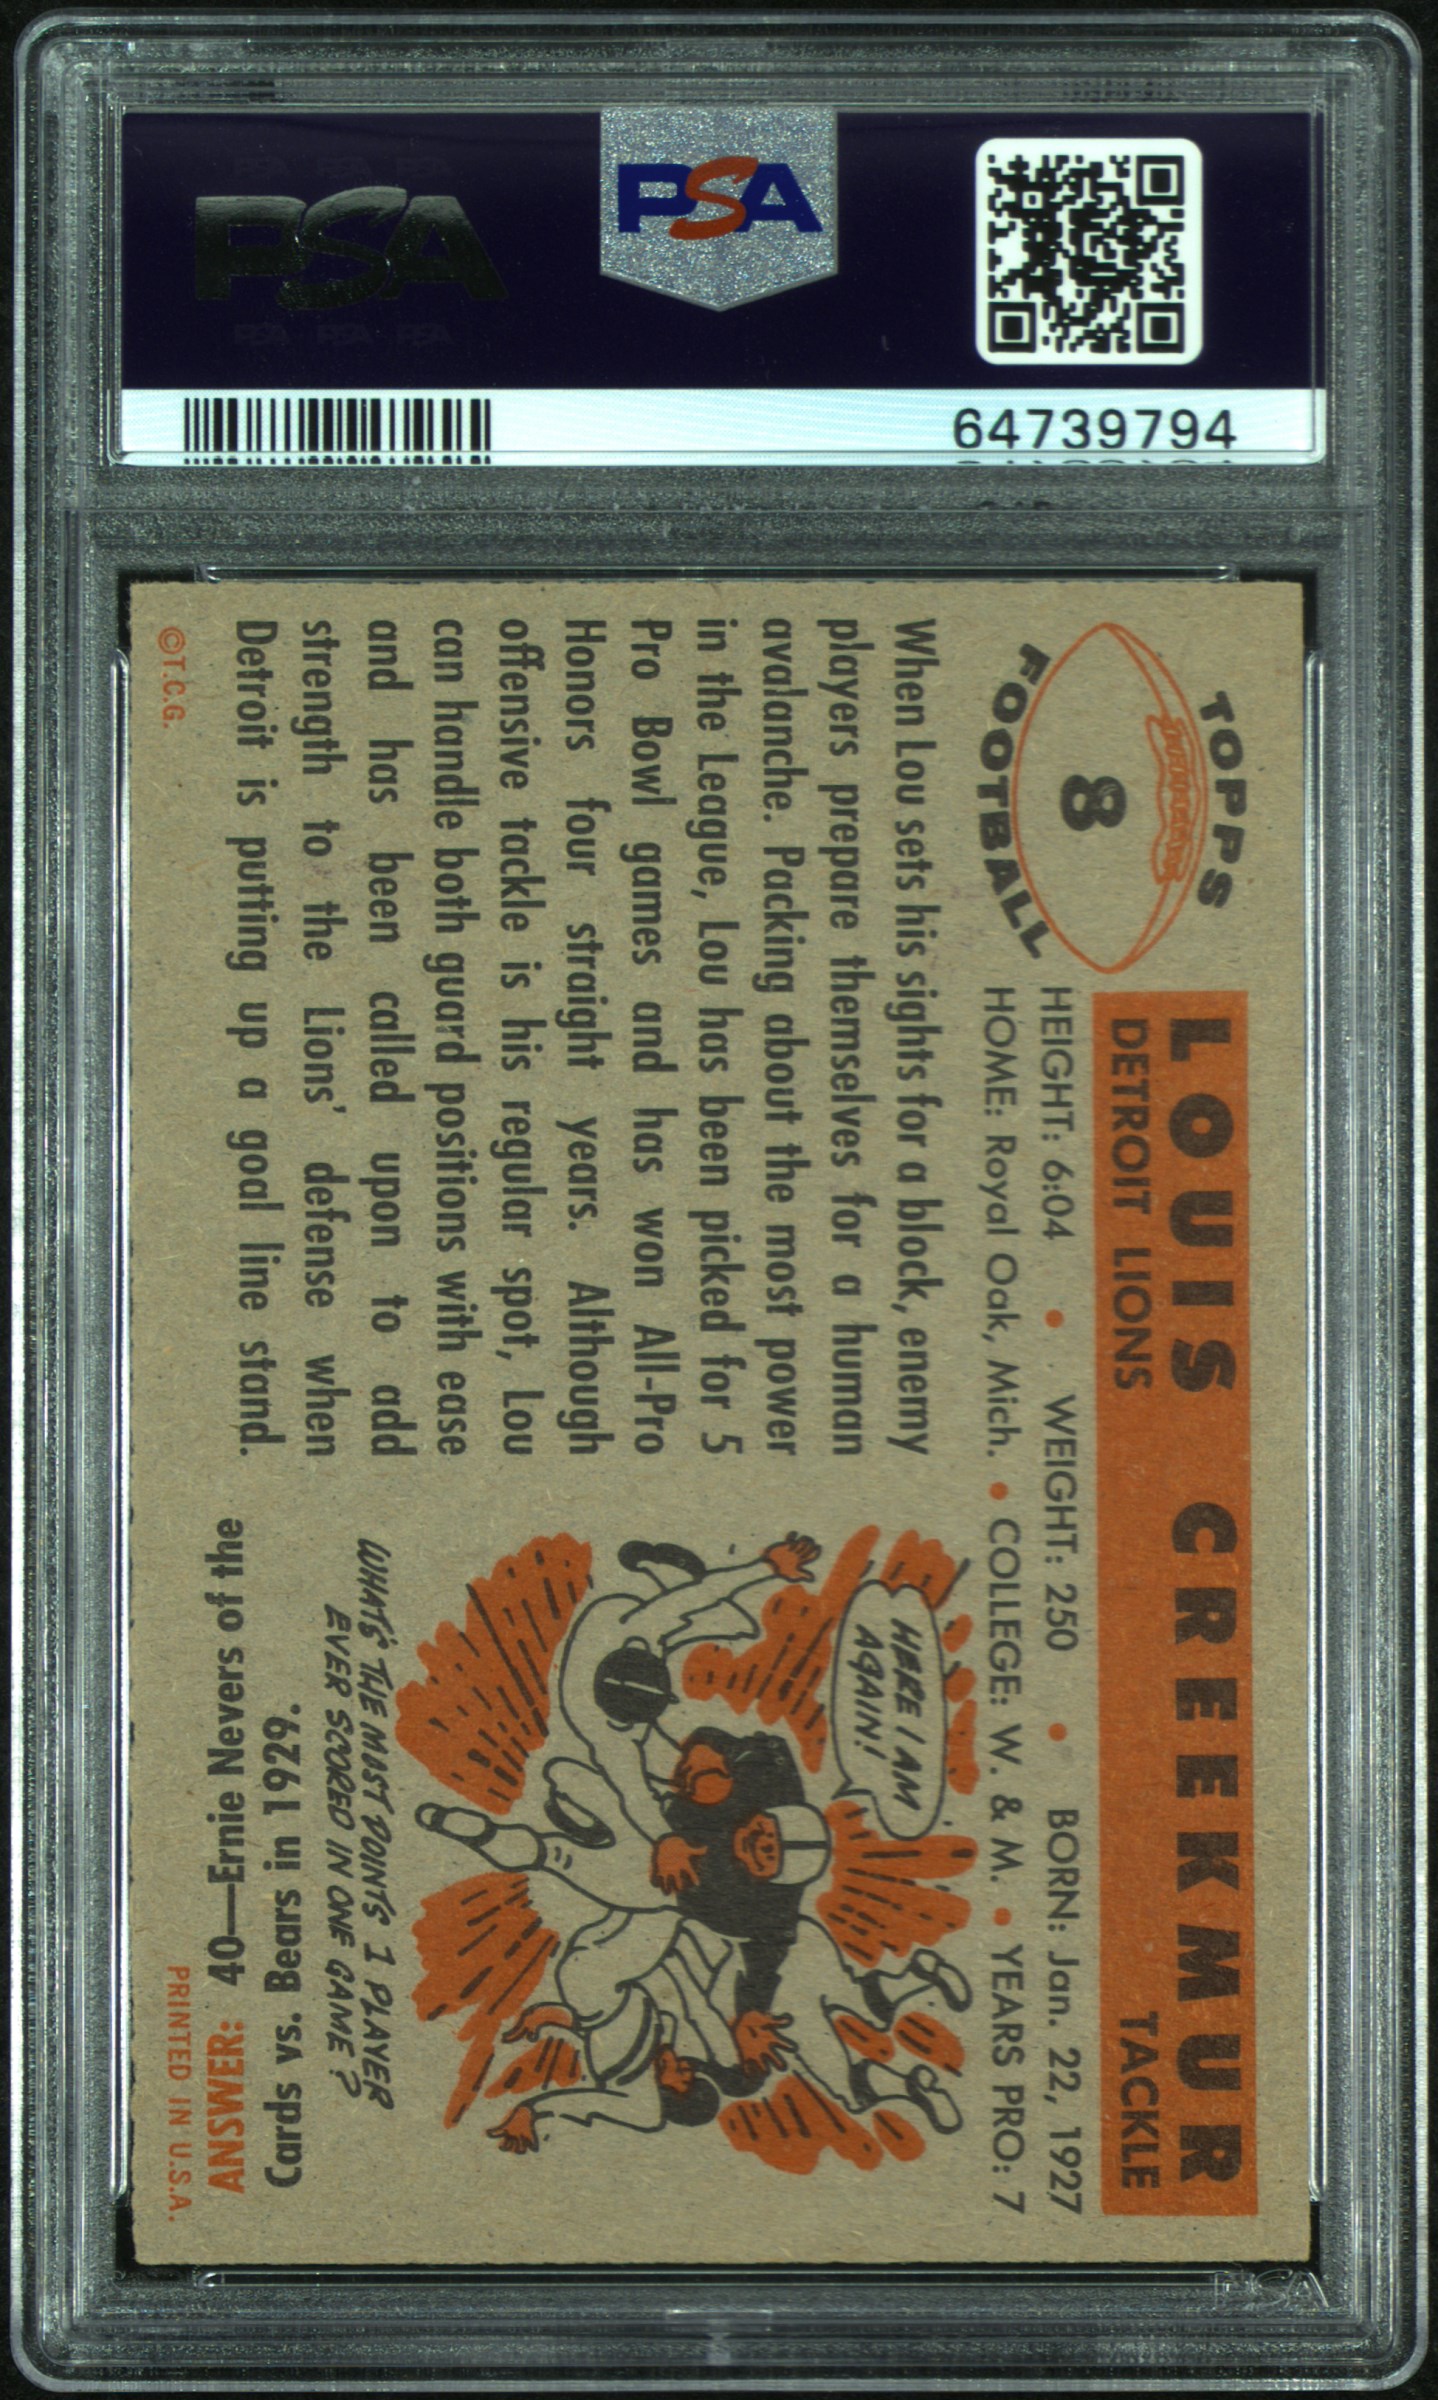 PSA
PSA
64739794
TOPPS
8
FOOTBALL
LOUIS CREEKMUR
DETROIT LIONS TACKLE
HEIGHT: 6:04 • WEIGHT: 250 • BORN: Jan. 22, 1927
HOME: Royal Oak, Mich. • COLLEGE: W. & M. • YEARS PRO: 7
When Lou sets his sights for a block, enemy
players prepare themselves for a human
avalanche. Packing about the most power
in the League, Lou has been picked for 5
Pro Bowl games and has won All-Pro
Honors four straight years. Although
offensive tackle is his regular spot, Lou
can handle both guard positions with ease
and has been called upon to add
strength to the Lions' defense when
Detroit is putting up a goal line stand.
©T.C.G.
HERE I AM
AGAIN!
WHAT'S THE MOST POINTS 1 PLAYER
EVER SCORED IN ONE GAME?
ANSWER: 40—Ernie Nevers of the
Cards vs. Bears in 1929.
PRINTED IN U.S.A.
PSA